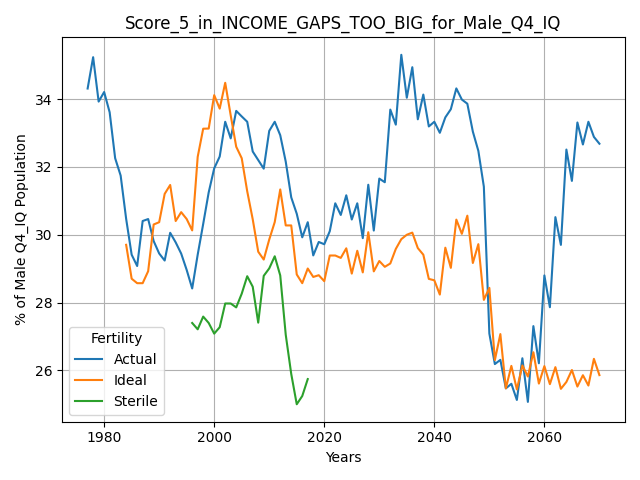 Score_5_in_INCOME_GAPS_TOO_BIG_for_Male_Q4_IQ
% of Male Q4_IQ Population
34
32
30
28
26
Fertility
Actual
Ideal
Sterile
1980
2000
2020
2040
2060
Years